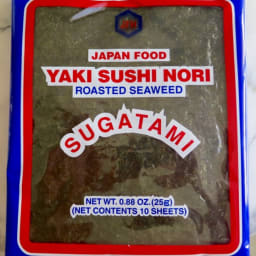 JAPAN FOOD
YAKI SUSHI NORI
ROASTED SEAWEED
SUGATAMI
NET WT. 0.88 OZ.(25g)
(NET CONTENTS 10 SHEETS)